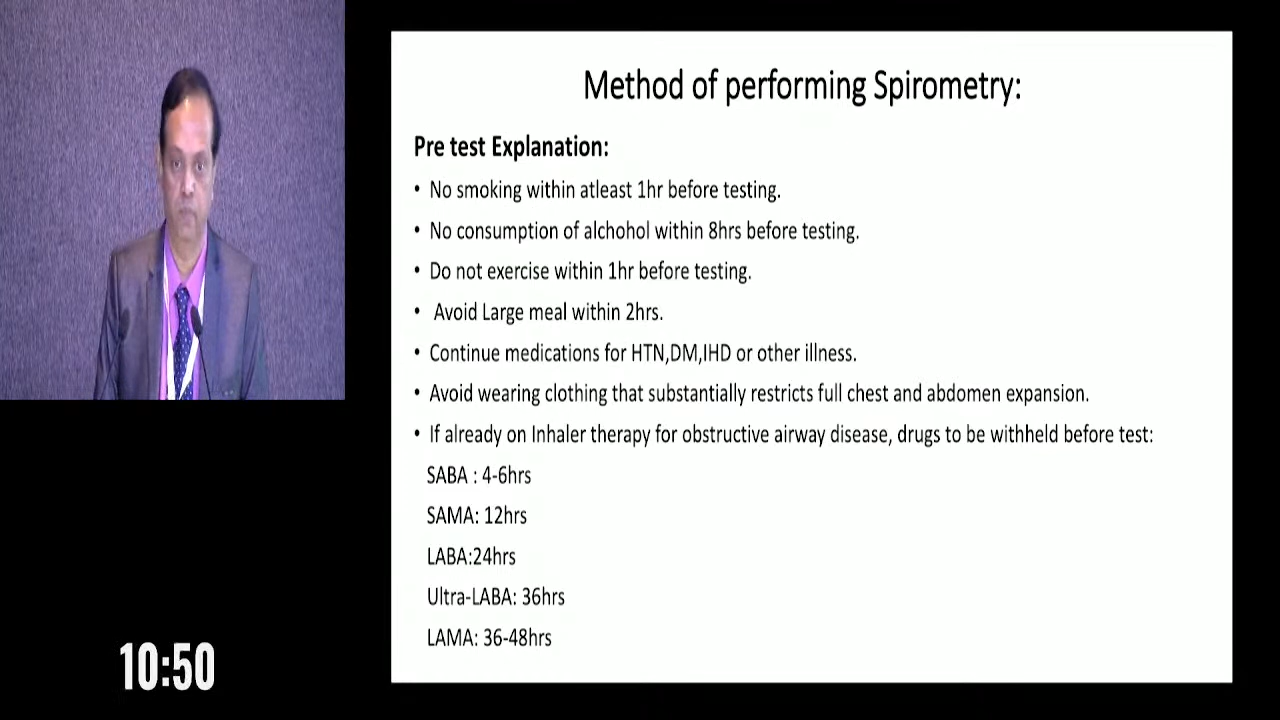 Method of performing Spirometry:
Pre test Explanation:
• No smoking within atleast 1hr before testing.
• No consumption of alchohol within 8hrs before testing.
• Do not exercise within 1hr before testing.
• Avoid Large meal within 2hrs.
• Continue medications for HTN,DM,IHD or other illness.
• Avoid wearing clothing that substantially restricts full chest and abdomen expansion.
• If already on Inhaler therapy for obstructive airway disease, drugs to be withheld before test:
SABA : 4-6hrs
SAMA: 12hrs
LABA:24hrs
Ultra-LABA: 36hrs
LAMA: 36-48hrs
10:50